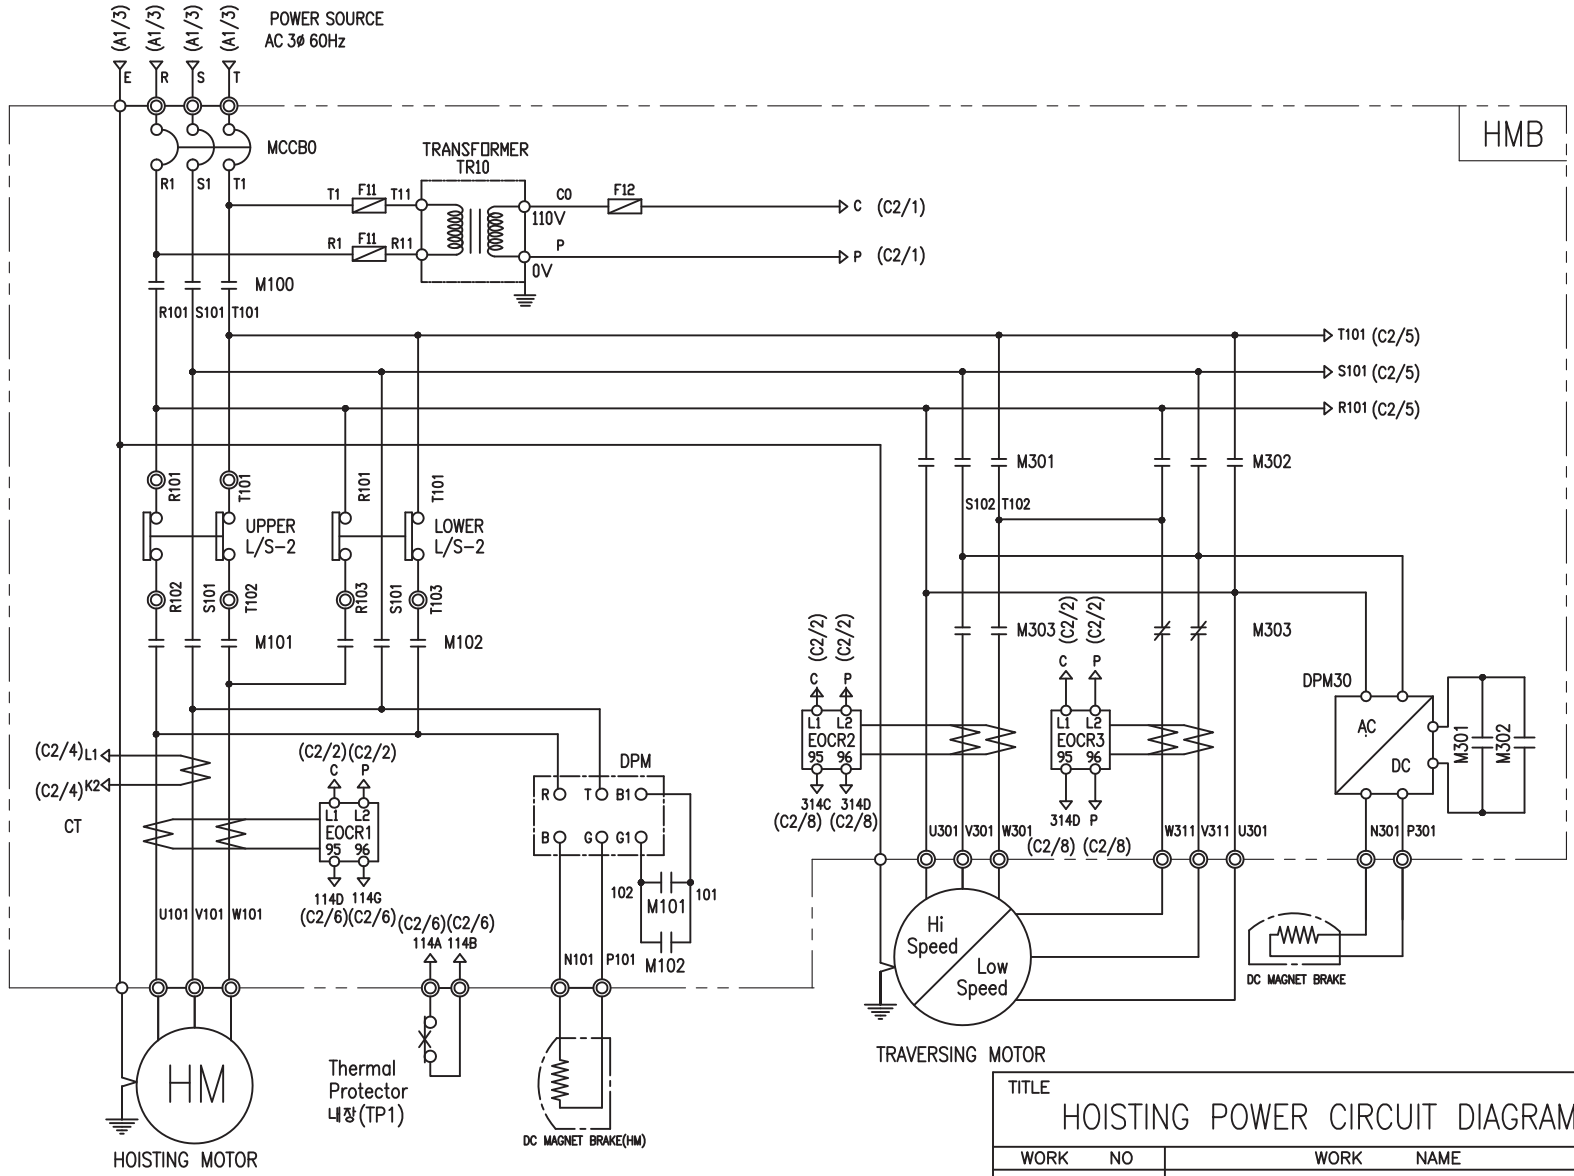 (A1/3) (A1/3) (A1/3) (A1/3)
POWER SOURCE
AC 3ø 60Hz
E R S T
HMB
MCCB0
R1 S1 T1
TRANSFORMER
TR10
T1 F11 T11
R1 F11 R11
110V
0V
C0 F12
P
C (C2/1)
P (C2/1)
M100
R101 S101 T101
T101 (C2/5)
S101 (C2/5)
R101 (C2/5)
R101 T101 R101 T101
UPPER
L/S-2
LOWER
L/S-2
R102 S101 T102 R103 S101 T103
M101
M102
M301
M302
S102 T102
M303
M303
(C2/2) (C2/2)
C P
L1 L2
EOCR2
95 96
314C 314D
(C2/8) (C2/8)
(C2/2) (C2/2)
C P
L1 L2
EOCR3
95 96
314D P
(C2/8) (C2/8)
DPM30
AC
DC
M301 M302
(C2/4) L1
(C2/4) K2
CT
(C2/2) (C2/2)
C P
L1 L2
EOCR1
95 96
114D 114G
(C2/6) (C2/6)
DPM
R T B1
B G G1
102 101
M101
M102
U101 V101 W101
(C2/6) (C2/6)
114A 114B
N101 P101
U301 V301 W301
W311 V311 U301
N301 P301
Hi
Speed
Low
Speed
DC MAGNET BRAKE
TRAVERSING MOTOR
HM
HOISTING MOTOR
Thermal
Protector
내장(TP1)
DC MAGNET BRAKE(HM)
TITLE
HOISTING POWER CIRCUIT DIAGRAM
WORK NO
WORK NAME